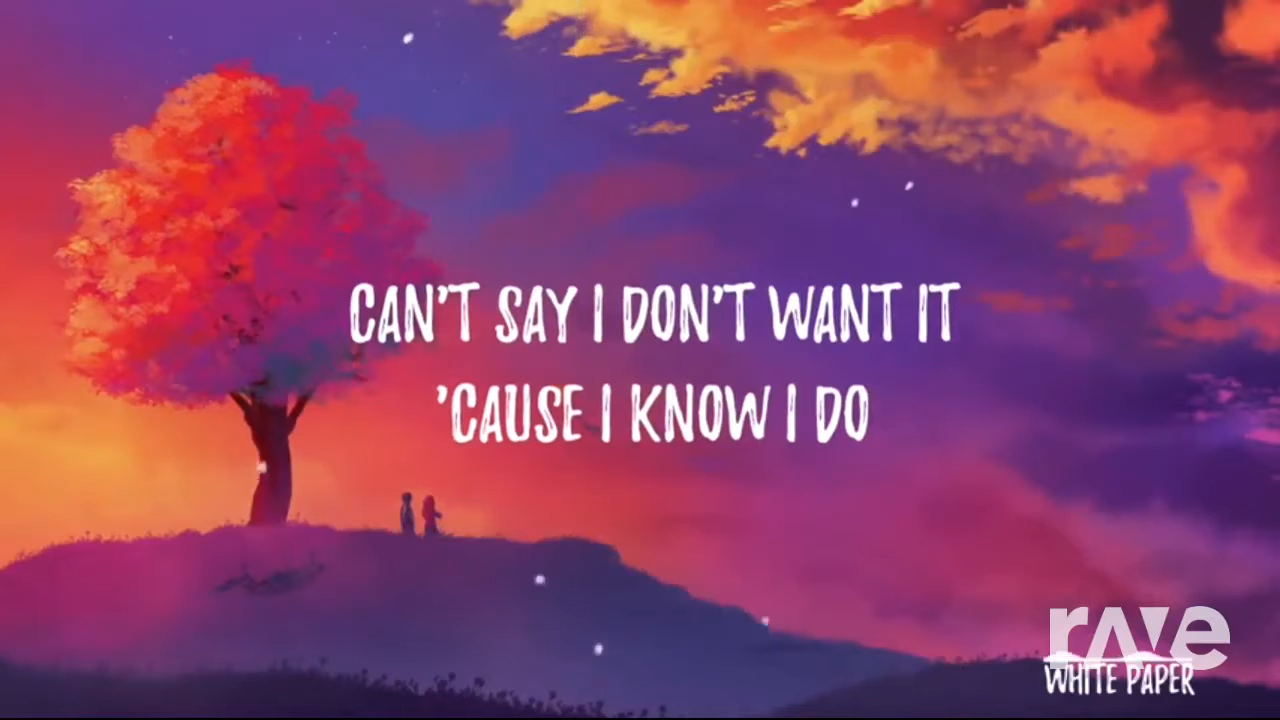 CAN'T SAY I DON'T WANT IT
'CAUSE I KNOW I DO
rave
WHITE PAPER